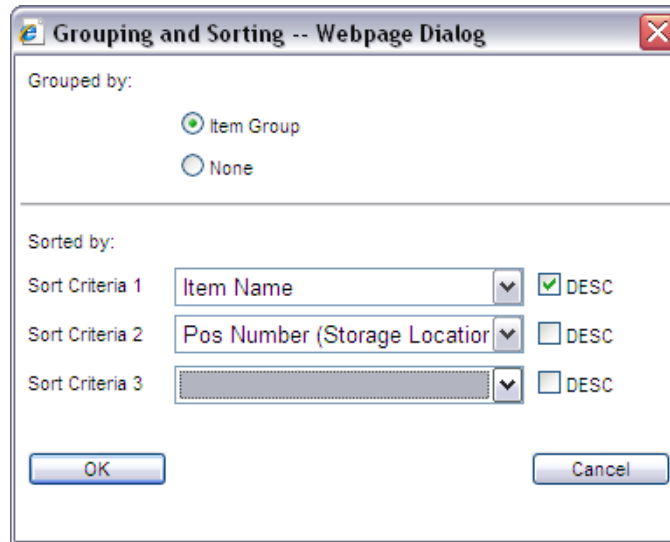 Grouping and Sorting -- Webpage Dialog
Grouped by:
Item Group
None
Sorted by:
Sort Criteria 1 Item Name DESC
Sort Criteria 2 Pos Number (Storage Location DESC
Sort Criteria 3 DESC
OK Cancel